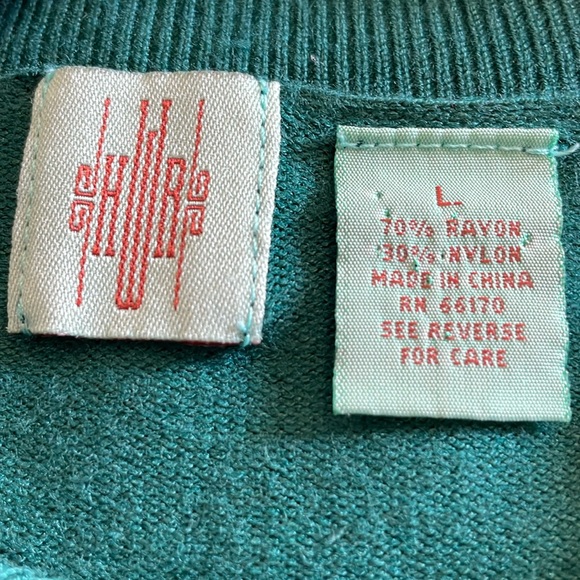 L.
70% RAYON
30% NYLON
MADE IN CHINA
RN 66170
SEE REVERSE
FOR CARE